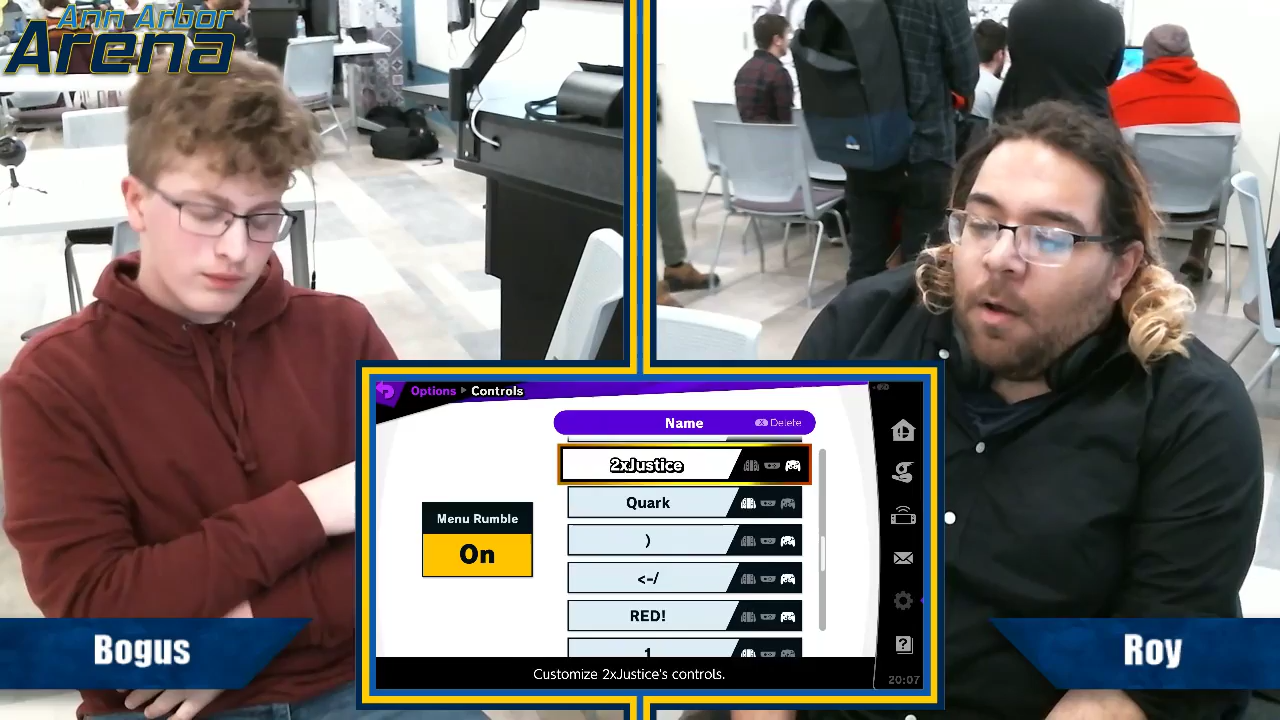 Ann Arbor
Arena
Options ▸ Controls
Name
X Delete
2xJustice
Quark
)
<-/
RED!
1
Menu Rumble
On
Customize 2xJustice's controls.
20:07
Bogus
Roy